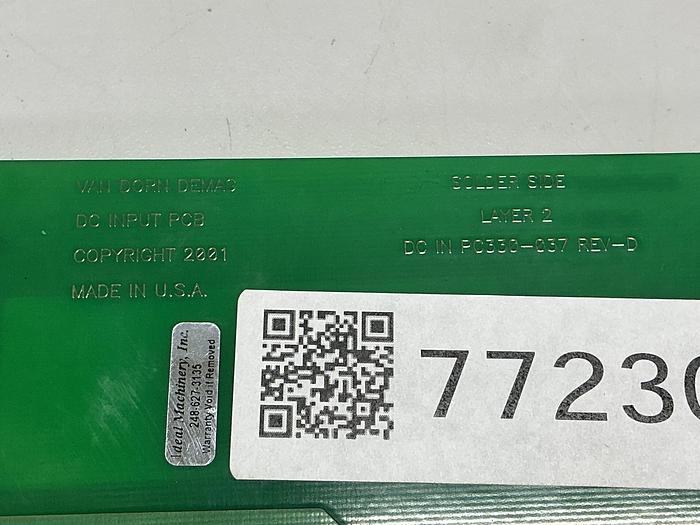 VAN DORN DEMAG
DC INPUT PCB
COPYRIGHT 2001
MADE IN U.S.A.
SOLDER SIDE
LAYER 2
DC IN PC330-037 REV-D
Ideal Machinery, Inc.
248-627-3135
Warranty Void if Removed
77230